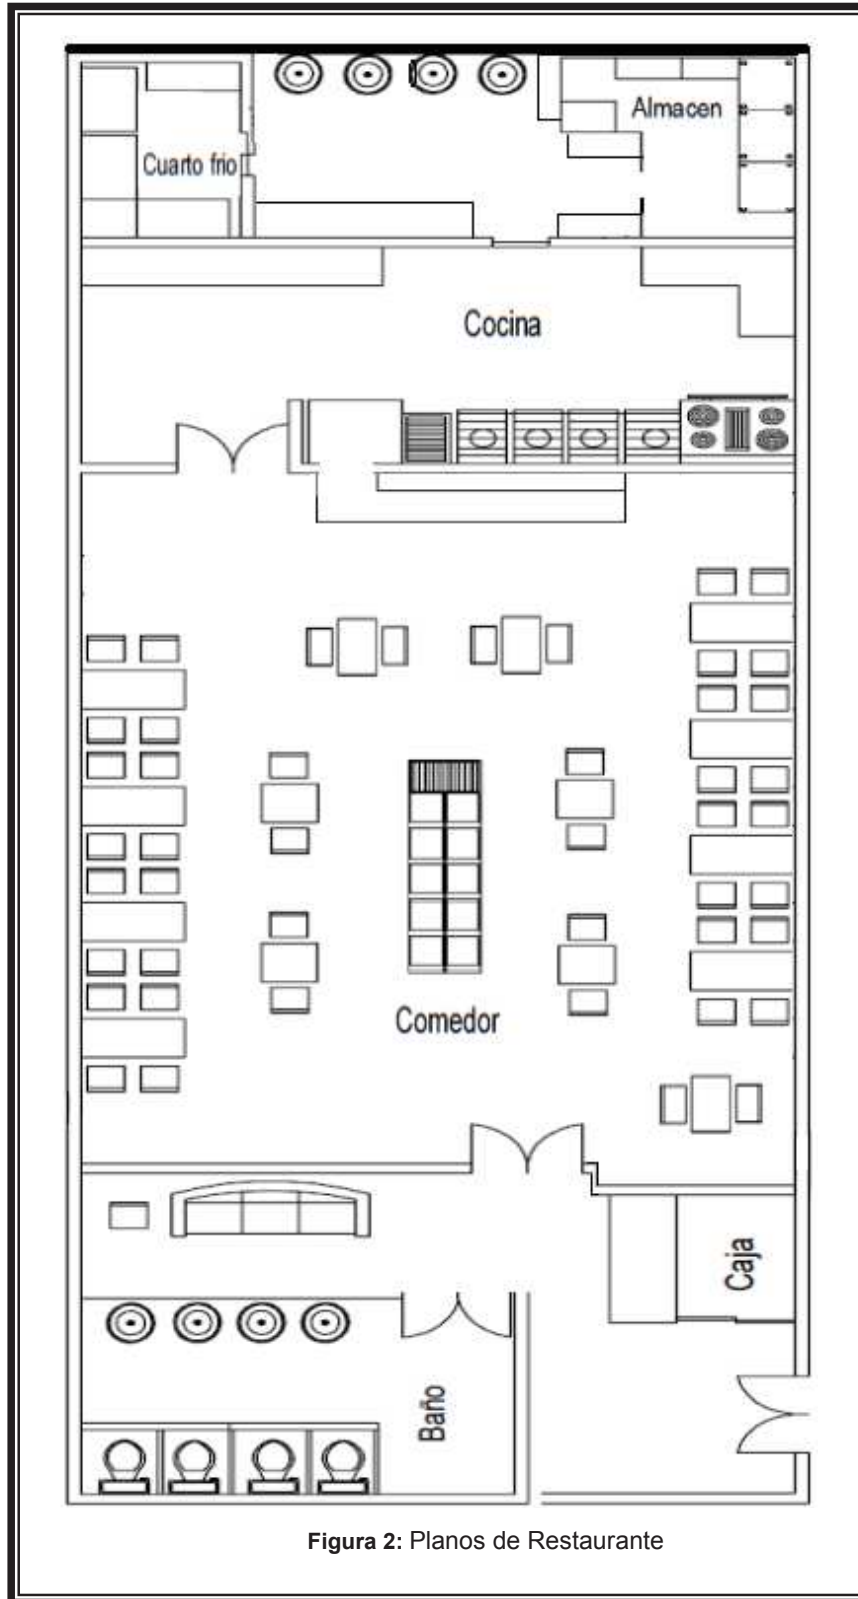 Almacen
Cuarto frio
Cocina
Comedor
Caja
Baño
Figura 2: Planos de Restaurante